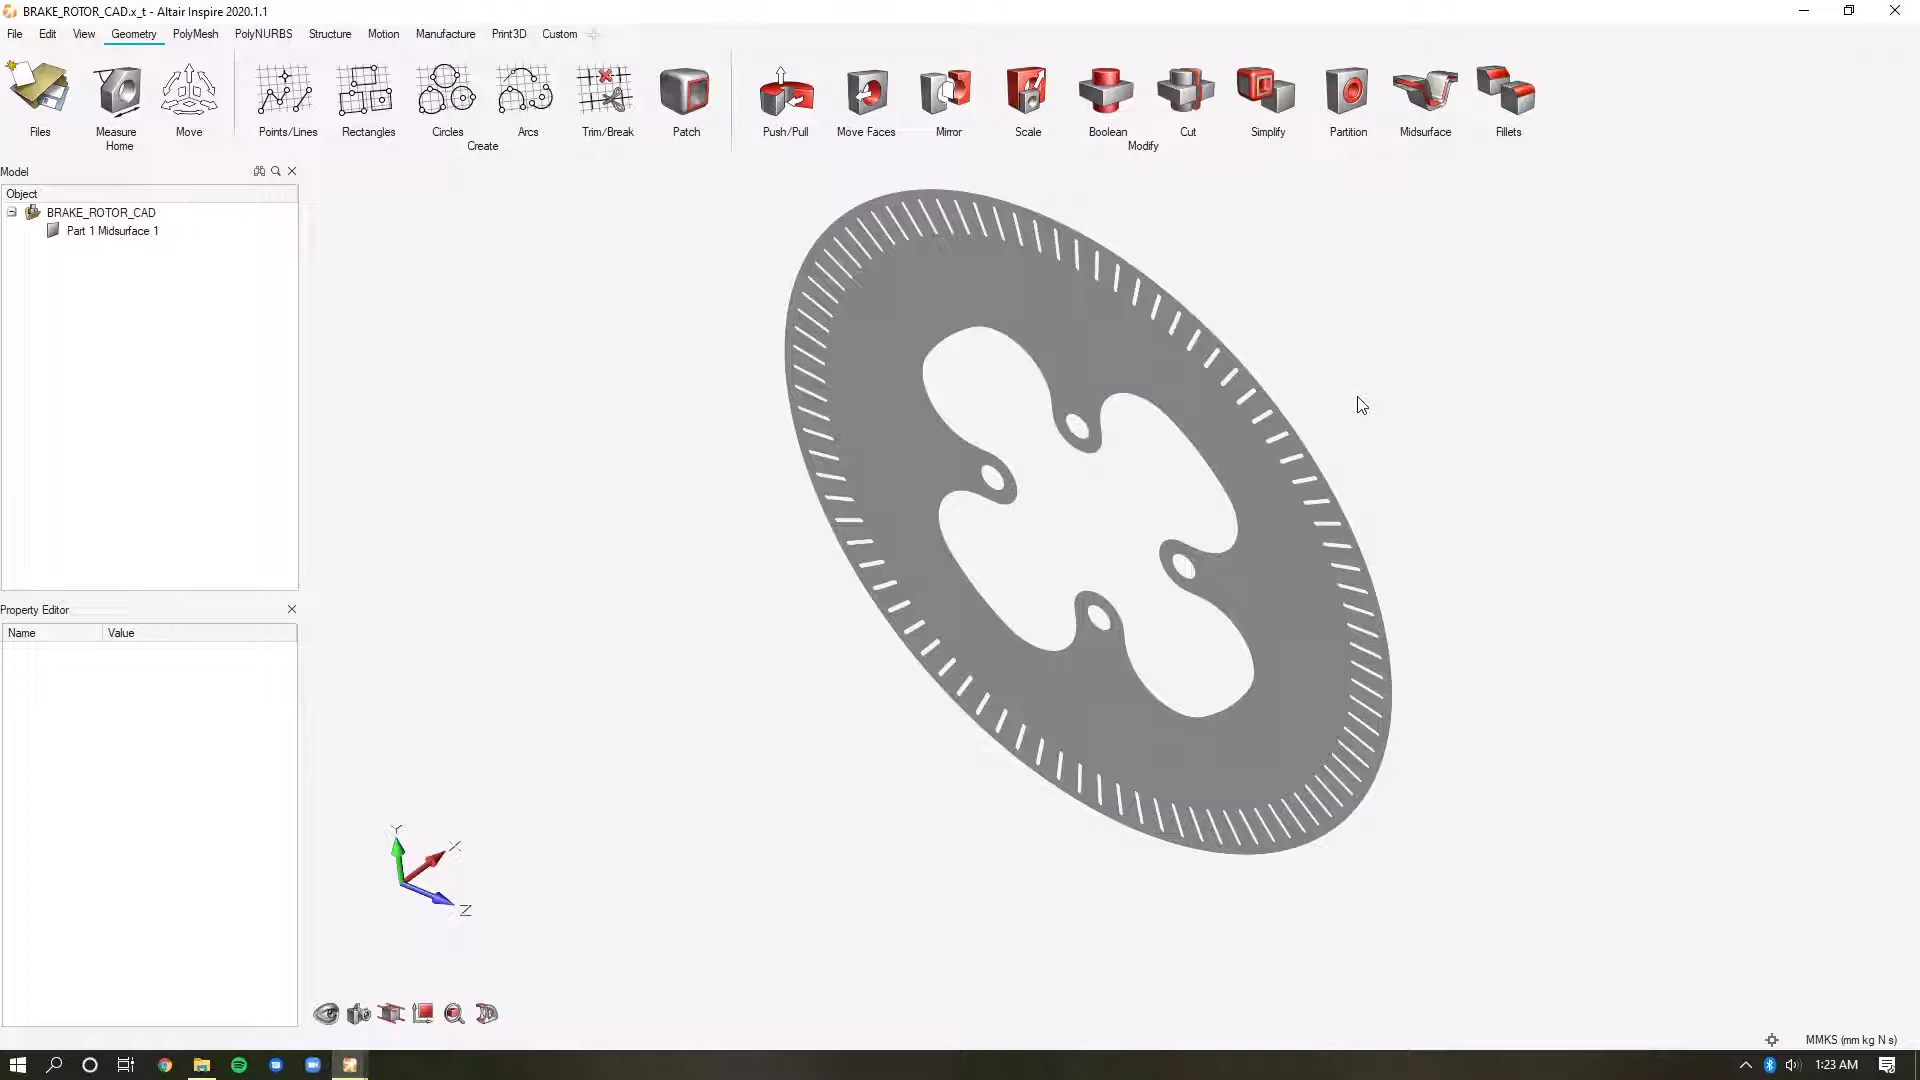 BRAKE_ROTOR_CAD.x_t - Altair Inspire 2020.1.1
File Edit View Geometry PolyMesh PolyNURBS Structure Motion Manufacture Print3D Custom
Files Measure Move Points/Lines Rectangles Circles Arcs Trim/Break Patch Push/Pull Move Faces Mirror Scale Boolean Cut Simplify Partition Midsurface Fillets
Home Create Modify
Model
Object
BRAKE_ROTOR_CAD
Part 1 Midsurface 1
Property Editor
Name Value
Y
X
Z
MMKS (mm kg N s)
1:23 AM